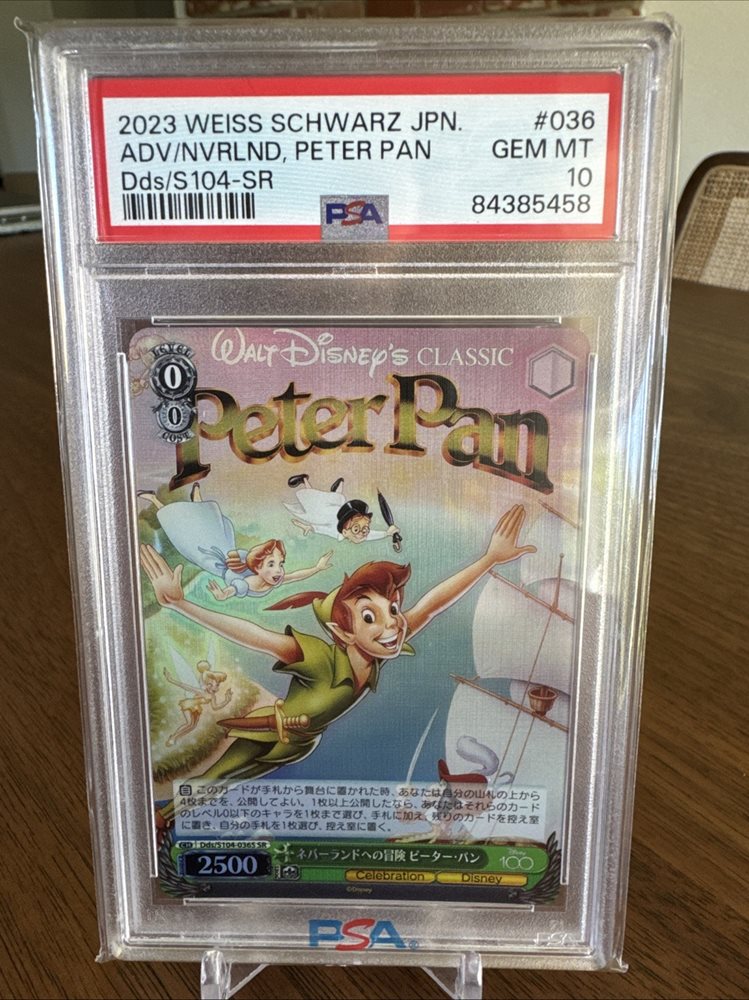 2023 WEISS SCHWARZ JPN. #036
ADV/NVRLND, PETER PAN GEM MT
Dds/S104-SR 10
PSA 84385458
WALT DISNEY'S CLASSIC
Peter Pan
LEVEL
0
0
COST
自 このカードが手札から舞台に置かれた時、あなたは自分の山札の上から
4枚までを、公開してよい。1枚以上公開したなら、あなたはそれらのカード
のレベル0以下のキャラを1枚まで選び、手札に加え、残りのカードを控え室
に置き、自分の手札を1枚選び、控え室に置く。
CH Dds/S104-036S SR
2500 ネバーランドへの冒険 ピーター・パン Disney 100
Celebration Disney
©Disney
PSA®